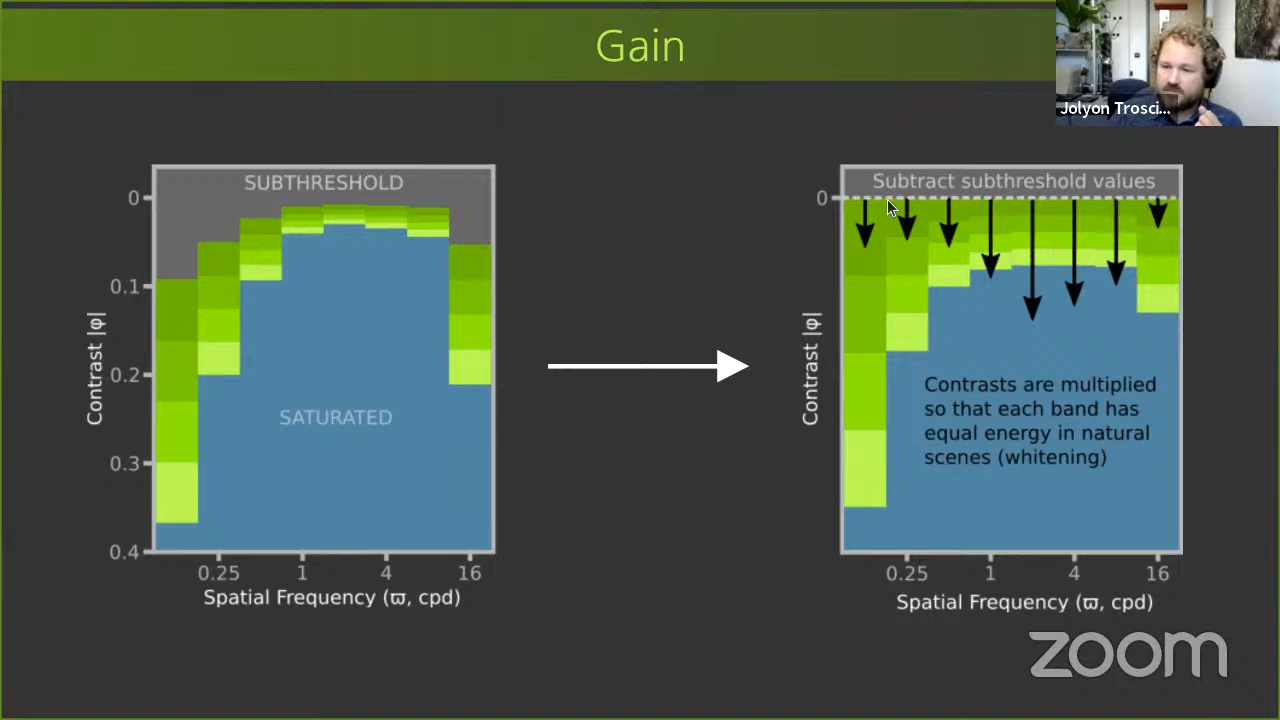 Gain
Jolyon Trosci...
SUBTHRESHOLD
0
0.1
0.2
0.3
0.4
Contrast |φ|
SATURATED
0.25 1 4 16
Spatial Frequency (ϖ, cpd)
Subtract subthreshold values
0
Contrast |φ|
Contrasts are multiplied
so that each band has
equal energy in natural
scenes (whitening)
0.25 1 4 16
Spatial Frequency (ϖ, cpd)
zoom